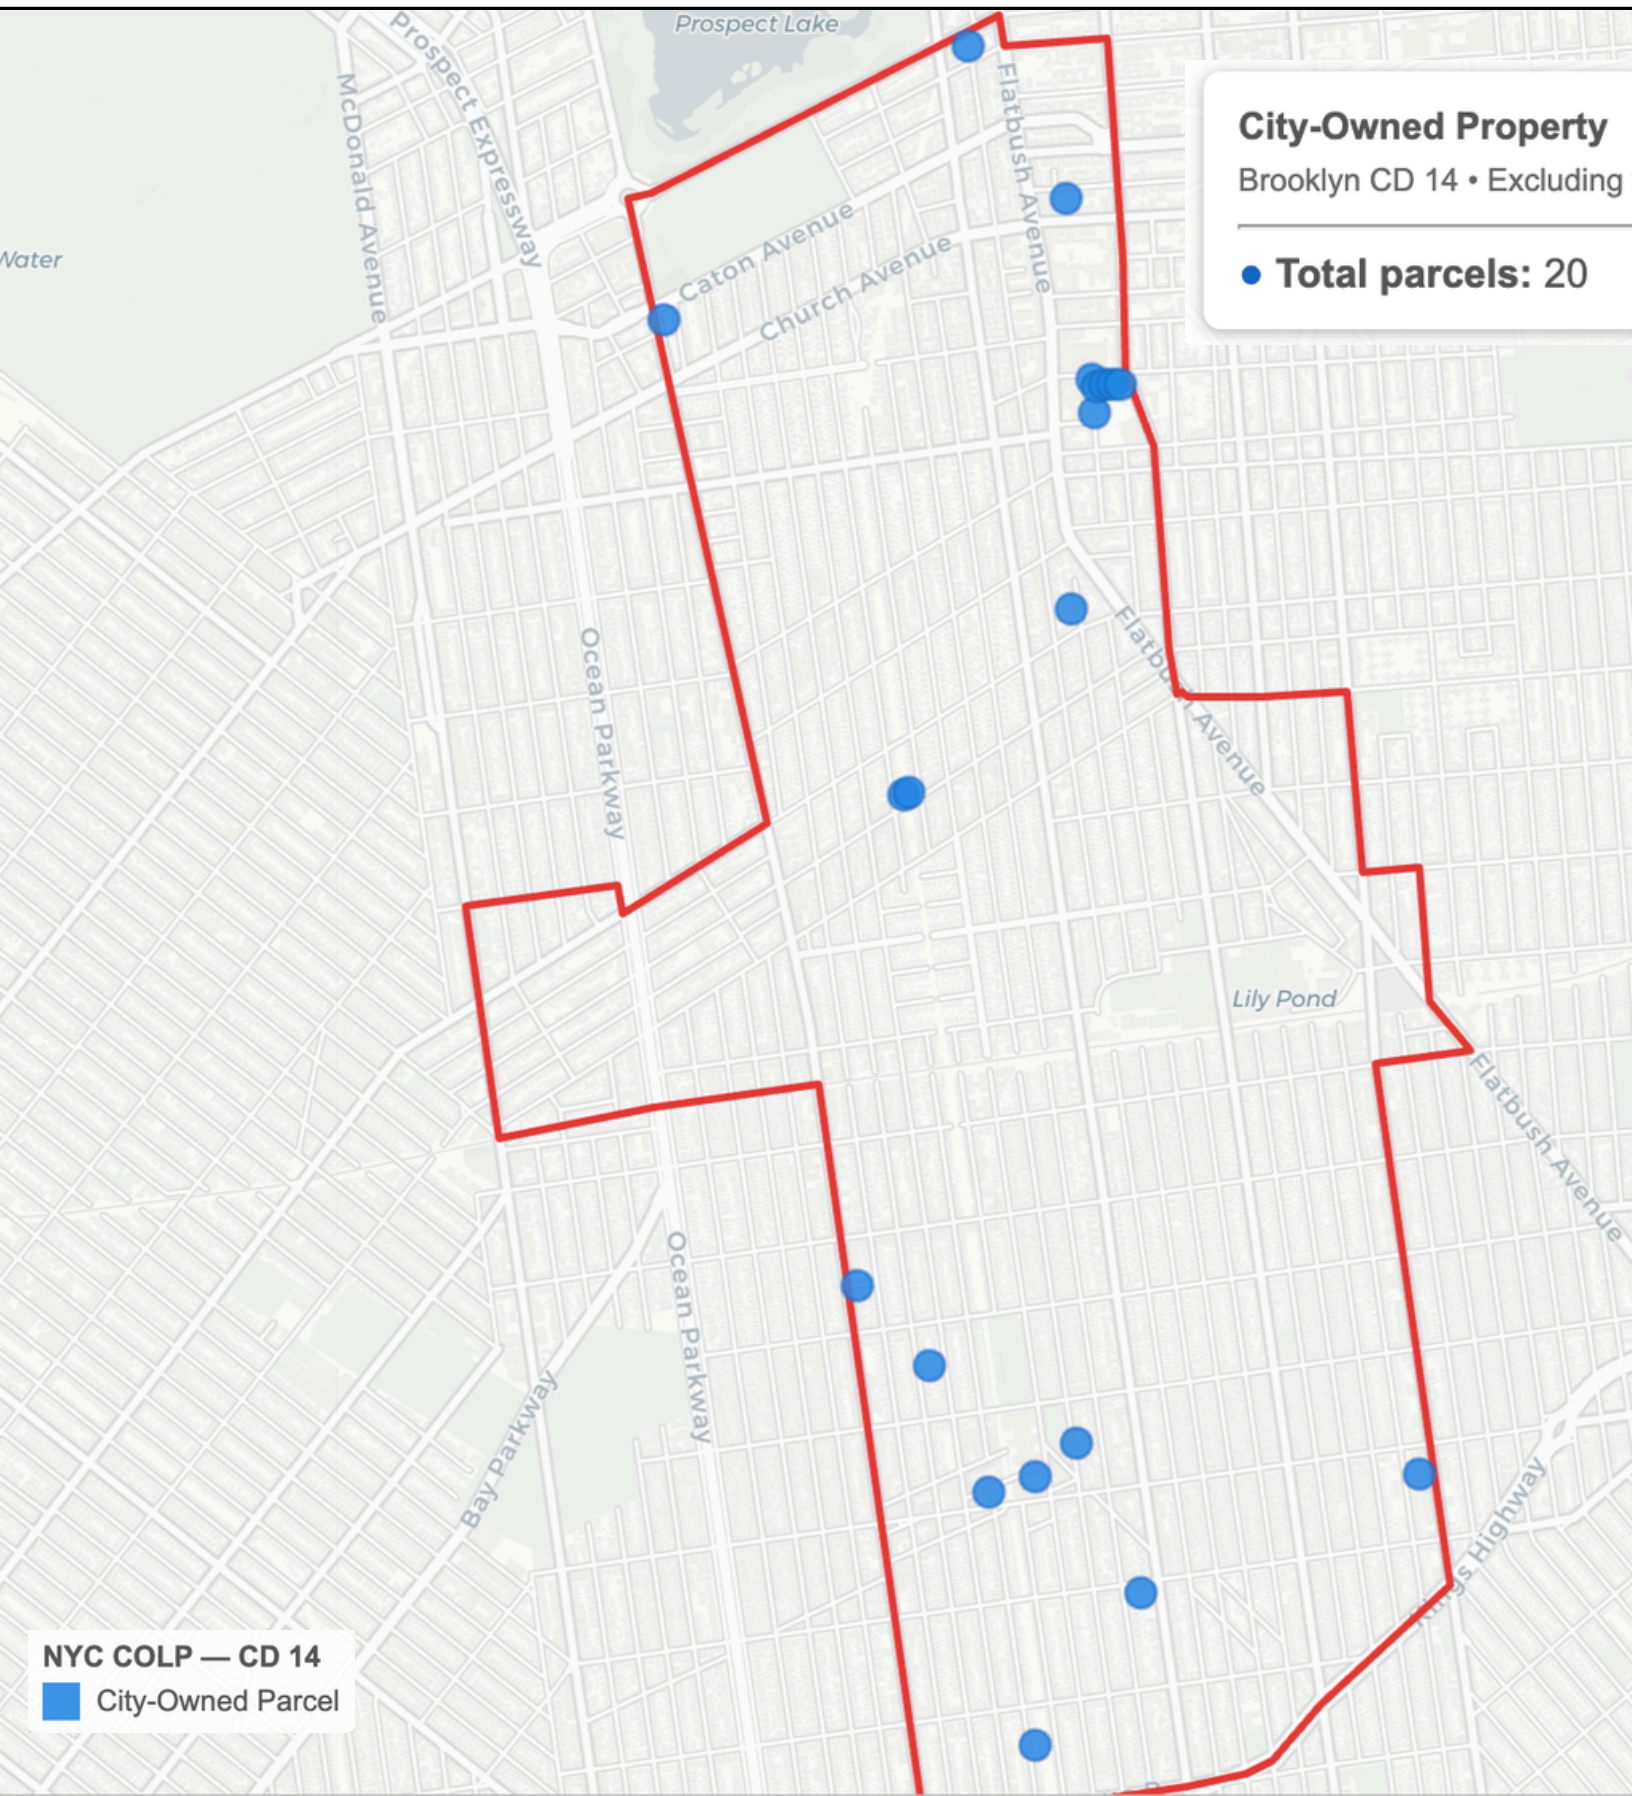 Prospect Lake
Prospect Expressway
McDonald Avenue
Flatbush Avenue
City-Owned Property
Brooklyn CD 14 • Excluding
Total parcels: 20
Water
Caton Avenue
Church Avenue
Ocean Parkway
Flatbush Avenue
Lily Pond
Flatbush Avenue
Ocean Parkway
Bay Parkway
Kings Highway
NYC COLP — CD 14
City-Owned Parcel